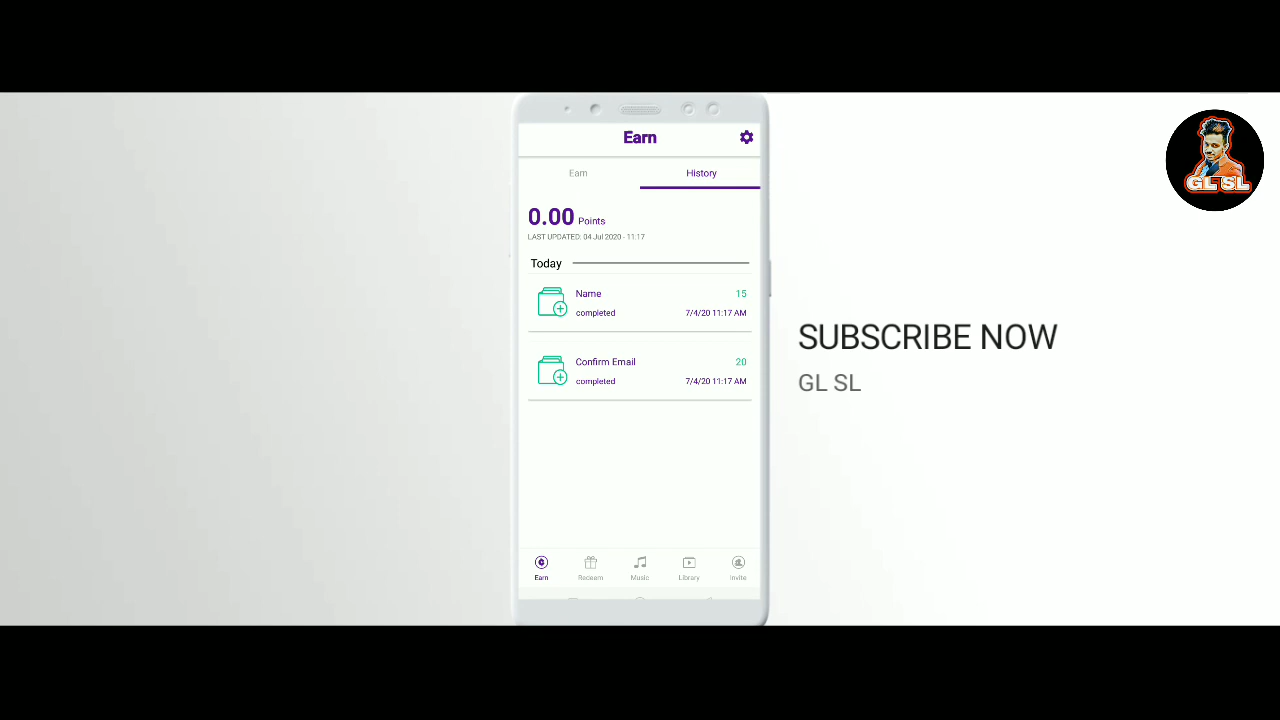 Earn
Earn
History
0.00 Points
LAST UPDATED: 04 Jul 2020 - 11:17
Today
Name
15
completed
7/4/20 11:17 AM
Confirm Email
20
completed
7/4/20 11:17 AM
Earn
Redeem
Music
Library
Invite
GL SL
SUBSCRIBE NOW
GL SL